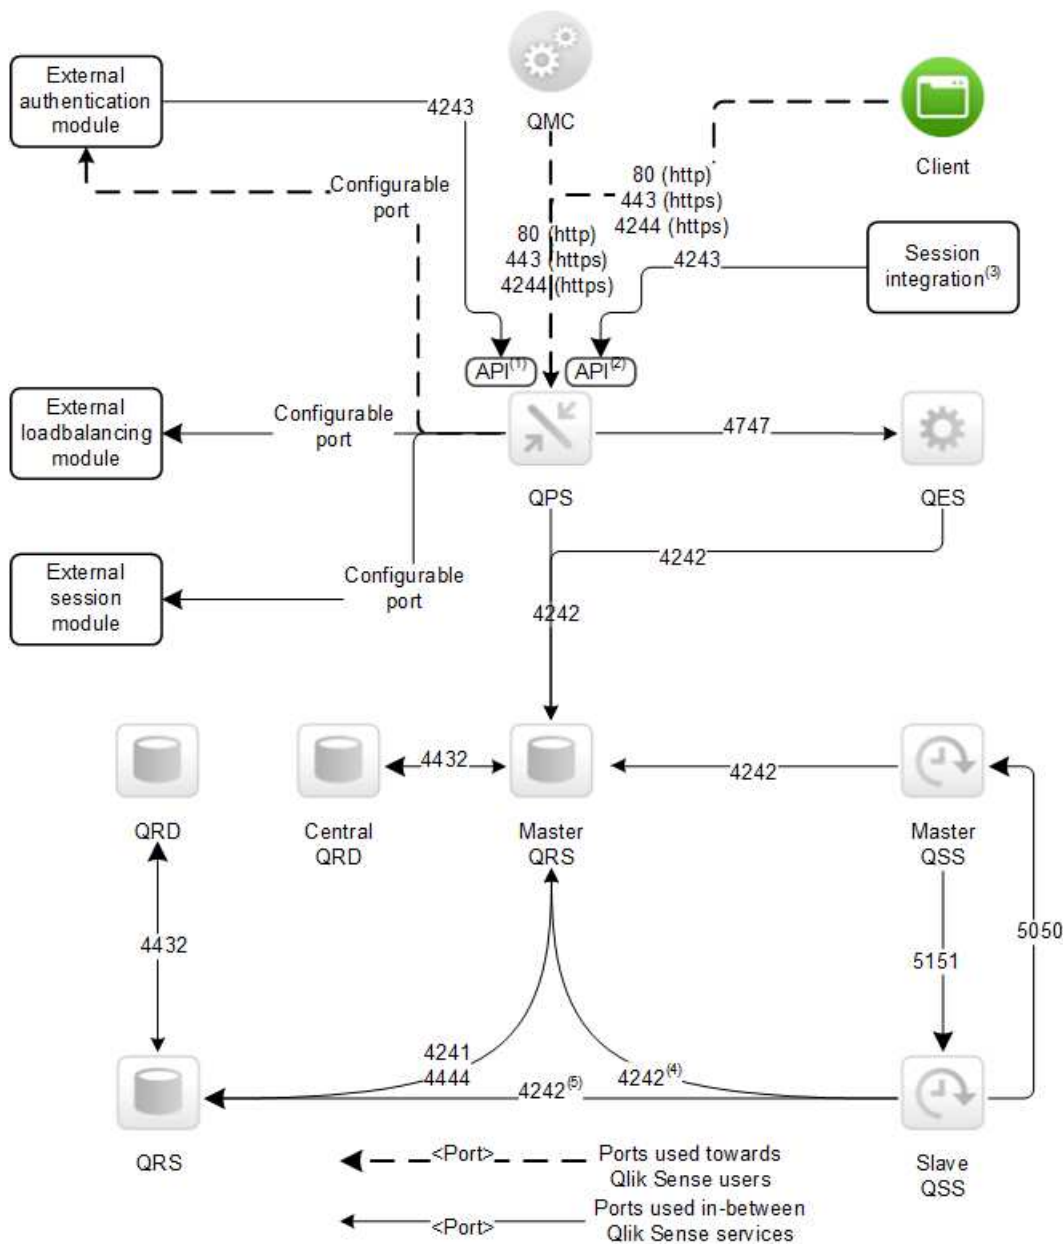 External
authentication
module
4243
QMC
Client
Configurable
port
80 (http)
443 (https)
4244 (https)
80 (http)
443 (https)
4244 (https)
4243
Session
integration(3)
API(1)
API(2)
External
loadbalancing
module
Configurable
port
4747
QPS
QES
4242
External
session
module
Configurable
port
4242
4432
4242
QRD
Central
QRD
Master
QRS
Master
QSS
4432
5151
5050
4241
4444
4242(5)
4242(4)
QRS
Slave
QSS
<Port>
Ports used towards
Qlik Sense users
<Port>
Ports used in-between
Qlik Sense services